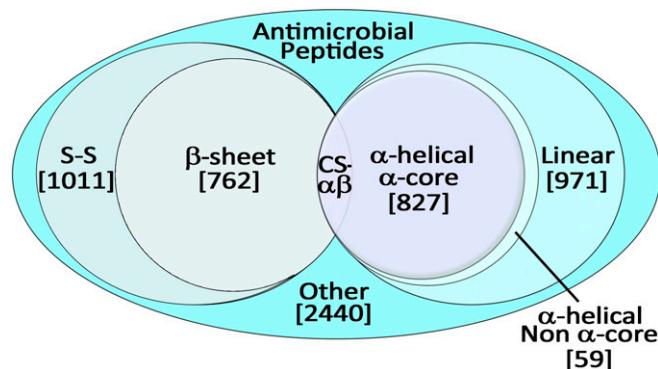 Antimicrobial
Peptides
S-S
[1011]
β-sheet
[762]
CS-
αβ
α-helical
α-core
[827]
Linear
[971]
Other
[2440]
α-helical
Non α-core
[59]